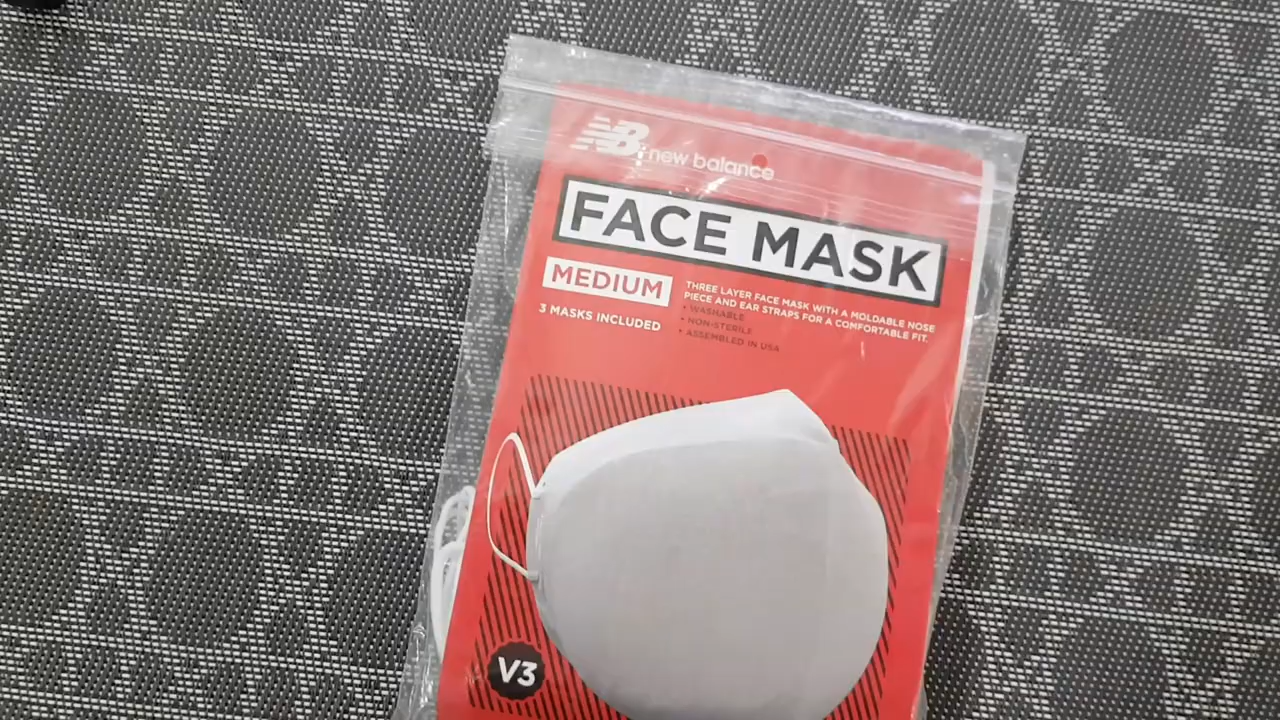 NB
new balance
FACE MASK
MEDIUM
3 MASKS INCLUDED
THREE LAYER FACE MASK WITH A MOLDABLE NOSE
PIECE AND EAR STRAPS FOR A COMFORTABLE FIT.
• WASHABLE
• NON-STERILE
• ASSEMBLED IN USA
V3